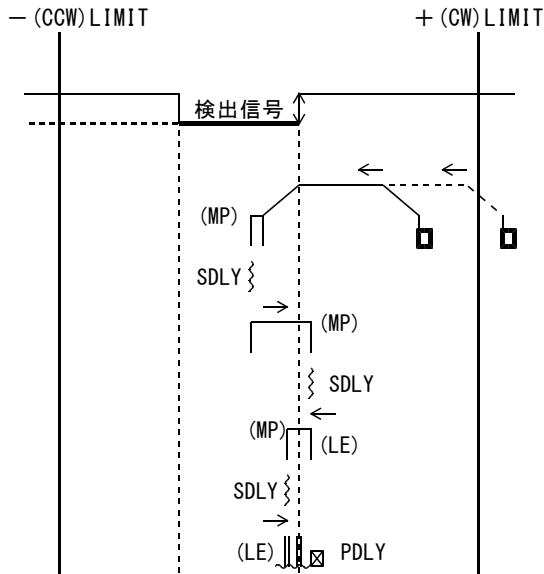 －(CCW)LIMIT
＋(CW)LIMIT
検出信号
(MP)
SDLY
(MP)
SDLY
(MP)
(LE)
SDLY
(LE)
PDLY